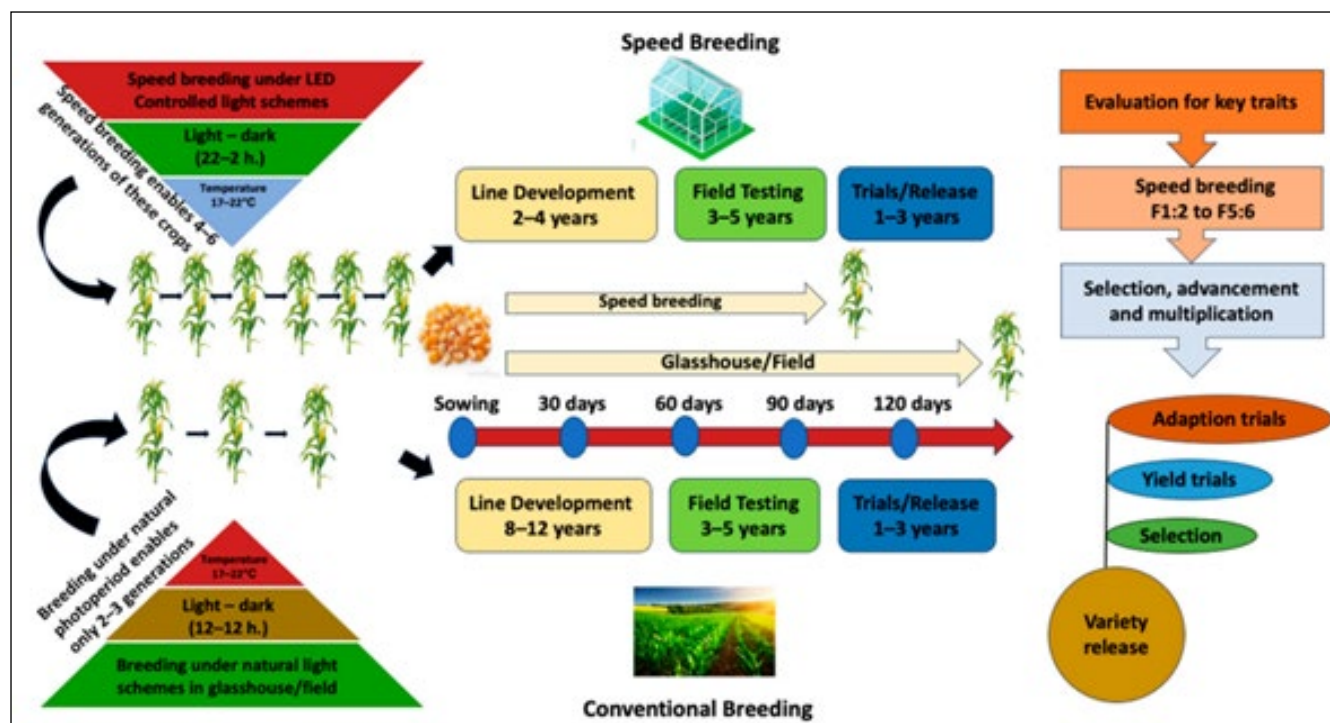 Speed Breeding
Speed breeding under LED
Controlled light schemes
Light – dark
(22–2 h.)
Temperature
17–22°C
Speed breeding enables 4–6
generations of these crops
Line Development
2–4 years
Field Testing
3–5 years
Trials/Release
1–3 years
Speed breeding
Glasshouse/Field
Sowing
30 days
60 days
90 days
120 days
Line Development
8–12 years
Field Testing
3–5 years
Trials/Release
1–3 years
Breeding under natural
photoperiod enables
only 2–3 generations
Temperature
17–22°C
Light – dark
(12–12 h.)
Breeding under natural light
schemes in glasshouse/field
Conventional Breeding
Evaluation for key traits
Speed breeding
F1:2 to F5:6
Selection, advancement
and multiplication
Adaption trials
Yield trials
Selection
Variety
release